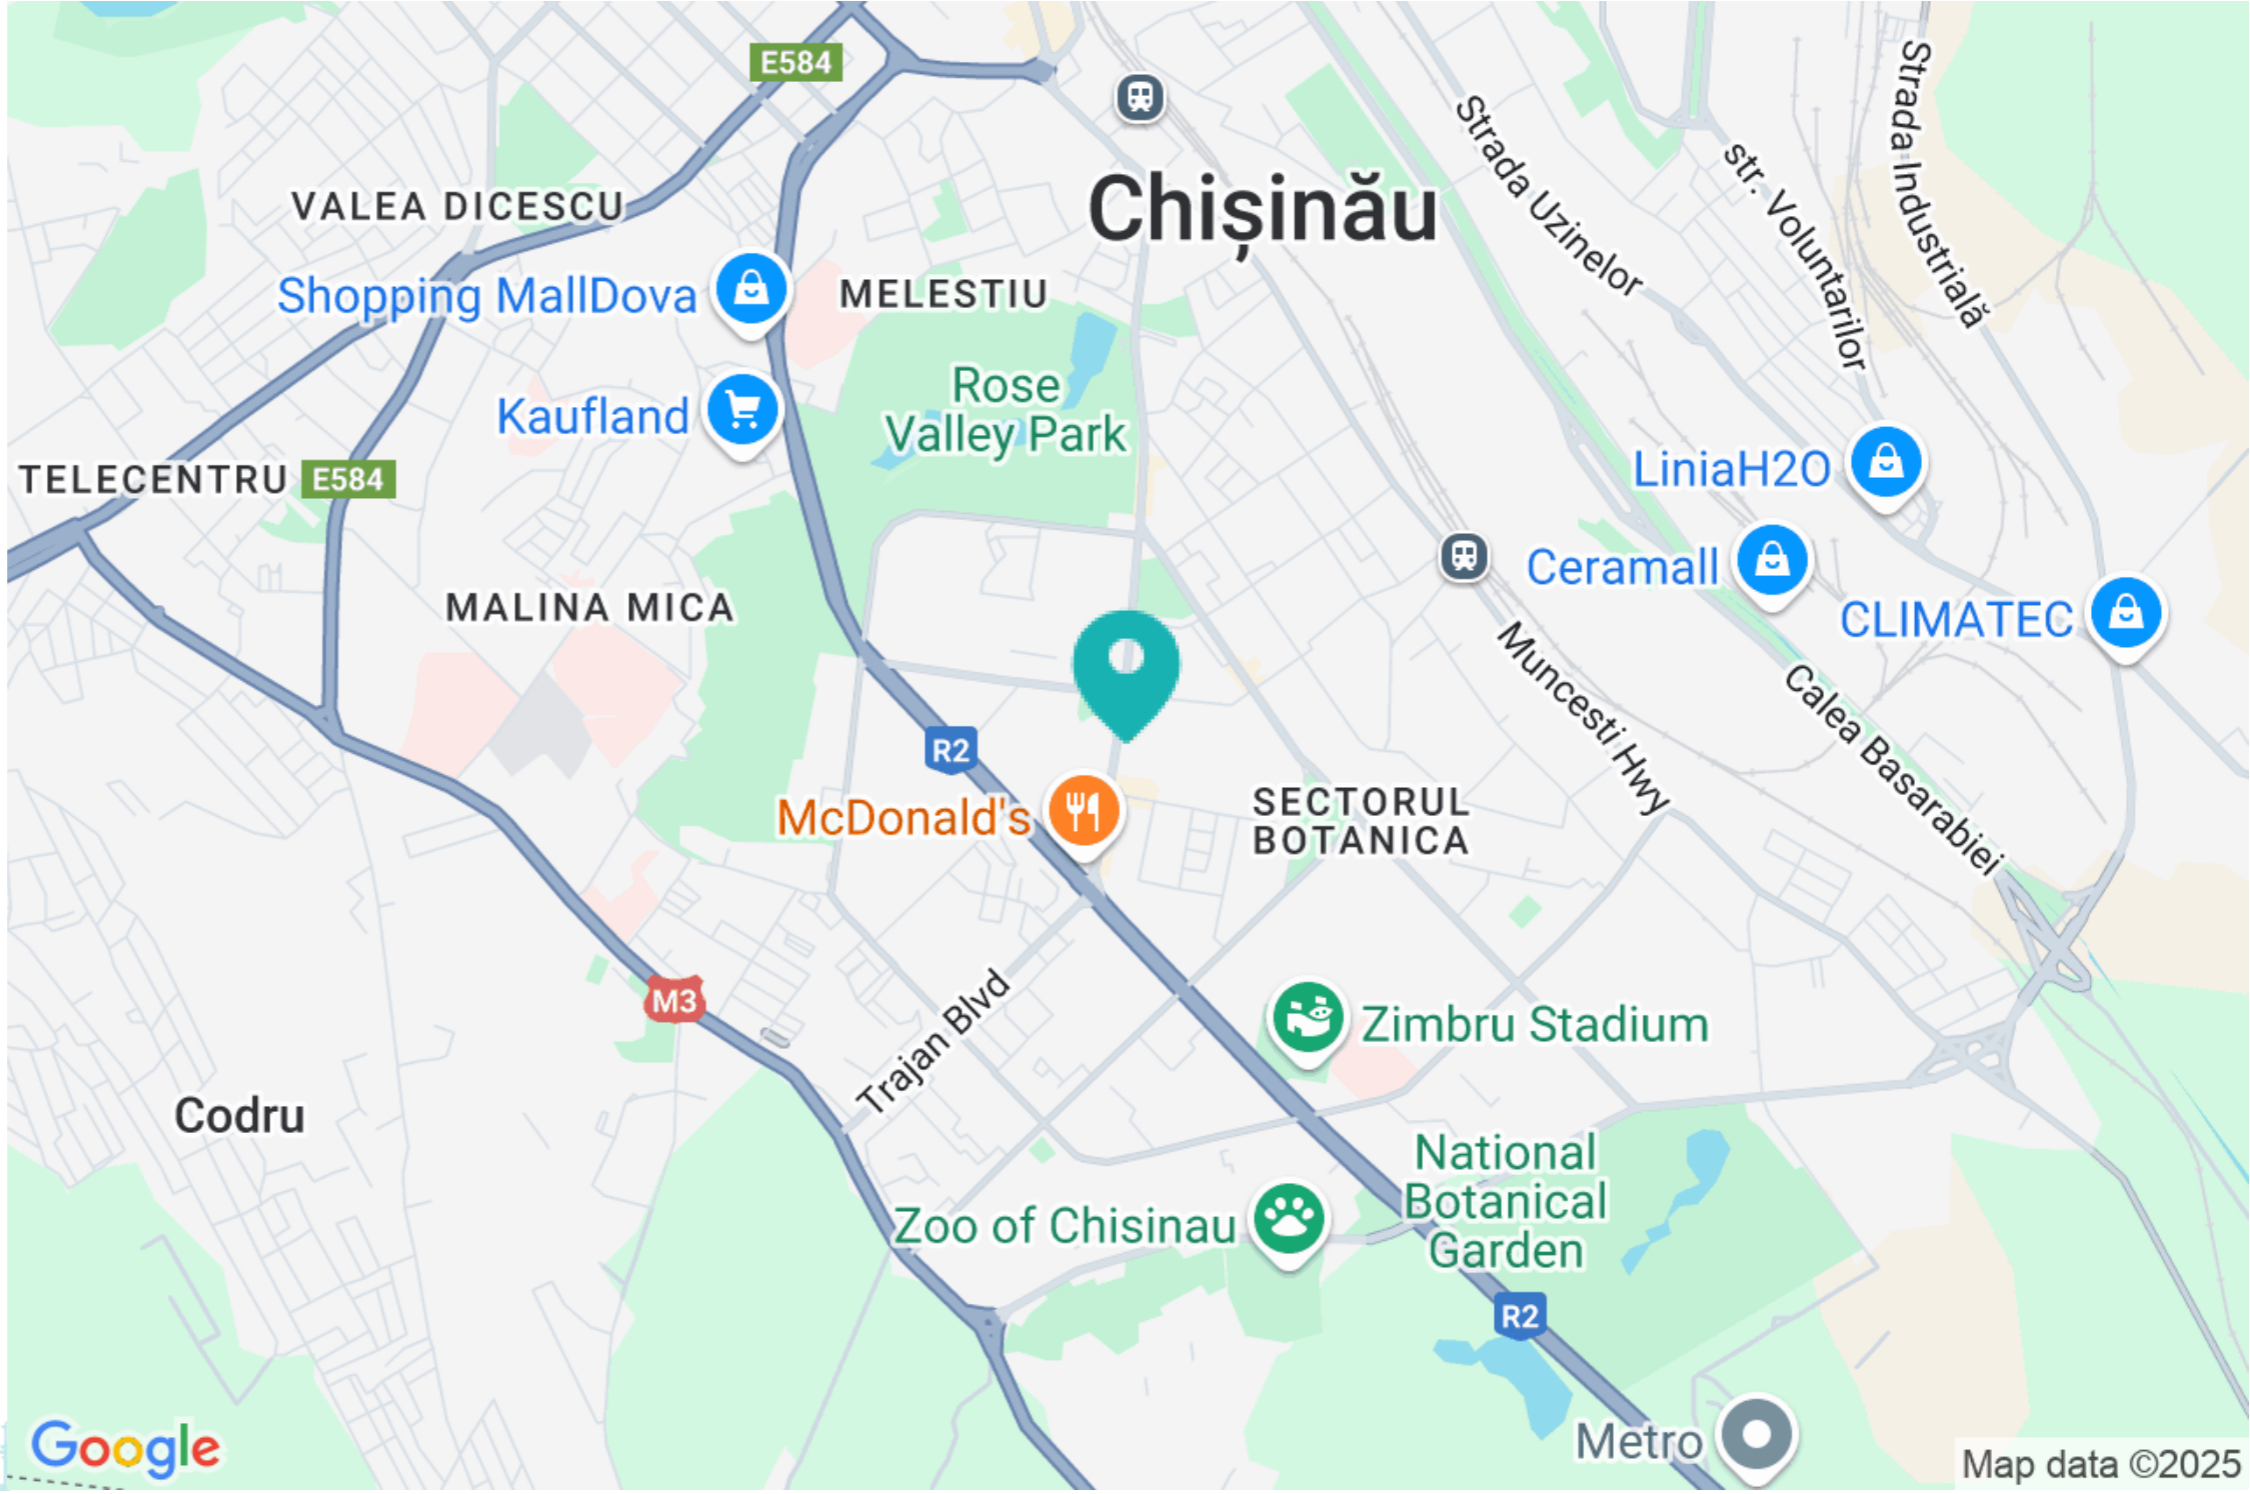 E584
Chișinău
Strada Uzinelor
str. Voluntarilor
Strada Industrială
VALEA DICESCU
Shopping MallDova
MELESTIU
Rose
Valley Park
Kaufland
TELECENTRU
E584
LiniaH2O
Ceramall
CLIMATEC
MALINA MICA
Muncesti Hwy
Calea Basarabiei
R2
McDonald's
SECTORUL
BOTANICA
M3
Trajan Blvd
Zimbru Stadium
Codru
National
Botanical
Garden
Zoo of Chisinau
R2
Metro
Google
Map data ©2025